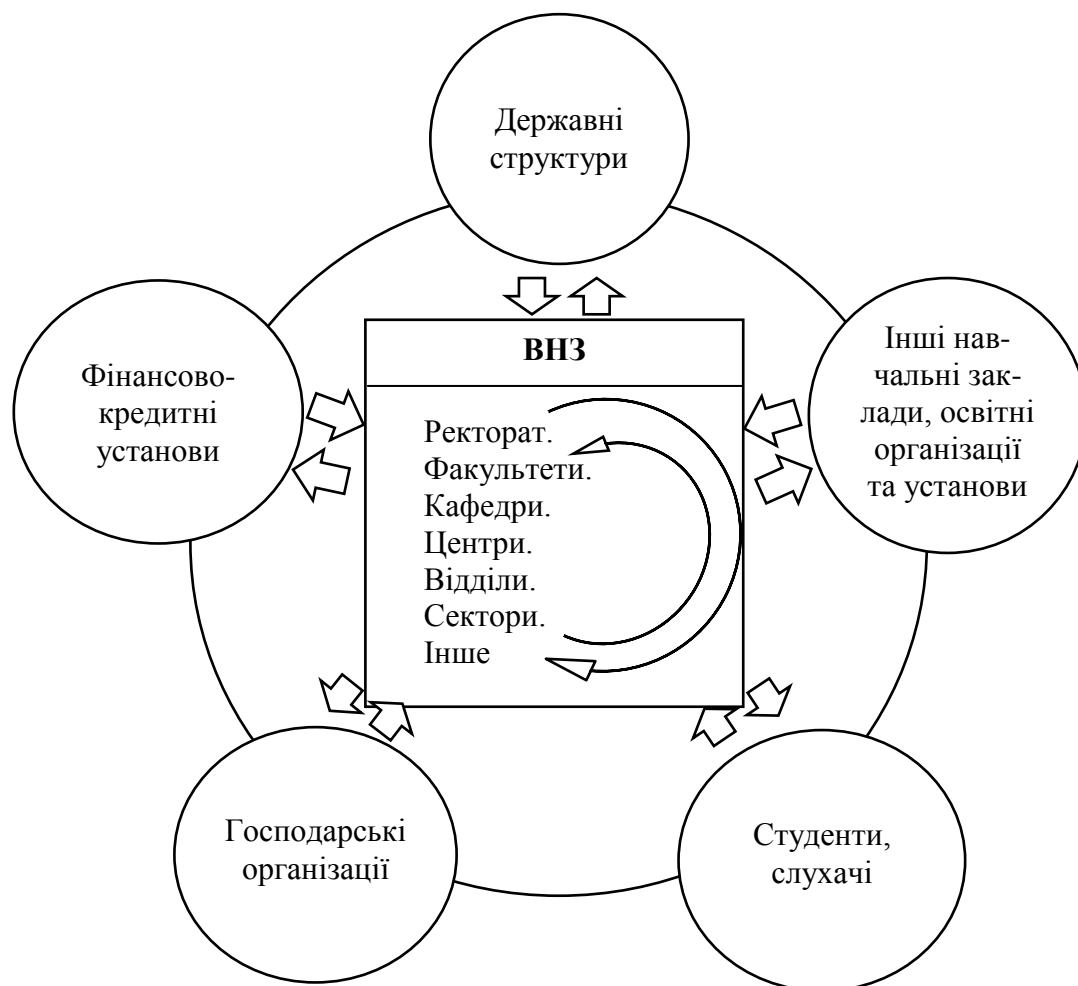 Державні
структури
Фінансово-
кредитні
установи
ВНЗ
Ректорат.
Факультети.
Кафедри.
Центри.
Відділи.
Сектори.
Інше
Інші нав-
чальні зак-
лади, освітні
організації
та установи
Господарські
організації
Студенти,
слухачі